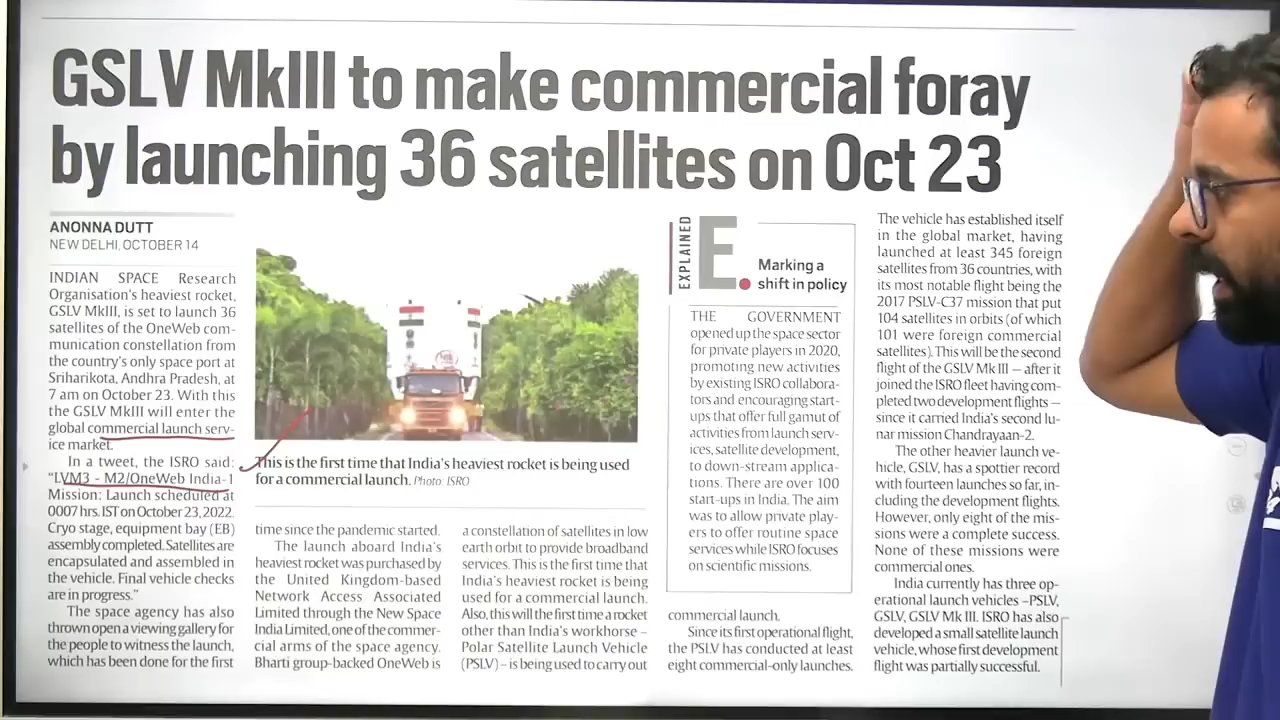 GSLV MkIII to make commercial foray
by launching 36 satellites on Oct 23
ANONNA DUTT
NEW DELHI, OCTOBER 14
INDIAN SPACE Research
Organisation's heaviest rocket,
GSLV MkIII, is set to launch 36
satellites of the OneWeb com-
munication constellation from
the country's only space port at
Sriharikota, Andhra Pradesh, at
7 am on October 23. With this
the GSLV MkIII will enter the
global commercial launch serv-
ice market.
In a tweet, the ISRO said:
"LVM3 - M2/OneWeb India-1
Mission: Launch scheduled at
0007 hrs. IST on October 23, 2022.
Cryo stage, equipment bay (EB)
assembly completed. Satellites are
encapsulated and assembled in
the vehicle. Final vehicle checks
are in progress."
The space agency has also
thrown open a viewing gallery for
the people to witness the launch,
which has been done for the first
This is the first time that India's heaviest rocket is being used
for a commercial launch. Photo: ISRO
time since the pandemic started.
The launch aboard India's
heaviest rocket was purchased by
the United Kingdom-based
Network Access Associated
Limited through the New Space
India Limited, one of the commer-
cial arms of the space agency.
Bharti group-backed OneWeb is
a constellation of satellites in low
earth orbit to provide broadband
services. This is the first time that
India's heaviest rocket is being
used for a commercial launch.
Also, this will the first time a rocket
other than India's workhorse –
Polar Satellite Launch Vehicle
(PSLV) – is being used to carry out
EXPLAINED
E.
Marking a
shift in policy
THE GOVERNMENT
opened up the space sector
for private players in 2020,
promoting new activities
by existing ISRO collabora-
tors and encouraging start-
ups that offer full gamut of
activities from launch serv-
ices, satellite development,
to down-stream applica-
tions. There are over 100
start-ups in India. The aim
was to allow private play-
ers to offer routine space
services while ISRO focuses
on scientific missions.
commercial launch.
Since its first operational flight,
the PSLV has conducted at least
eight commercial-only launches.
The vehicle has established itself
in the global market, having
launched at least 345 foreign
satellites from 36 countries, with
its most notable flight being the
2017 PSLV-C37 mission that put
104 satellites in orbits (of which
101 were foreign commercial
satellites). This will be the second
flight of the GSLV Mk III — after it
joined the ISRO fleet having com-
pleted two development flights —
since it carried India's second lu-
nar mission Chandrayaan-2.
The other heavier launch ve-
hicle, GSLV, has a spottier record
with fourteen launches so far, in-
cluding the development flights.
However, only eight of the mis-
sions were a complete success.
None of these missions were
commercial ones.
India currently has three op-
erational launch vehicles –PSLV,
GSLV, GSLV Mk III. ISRO has also
developed a small satellite launch
vehicle, whose first development
flight was partially successful.